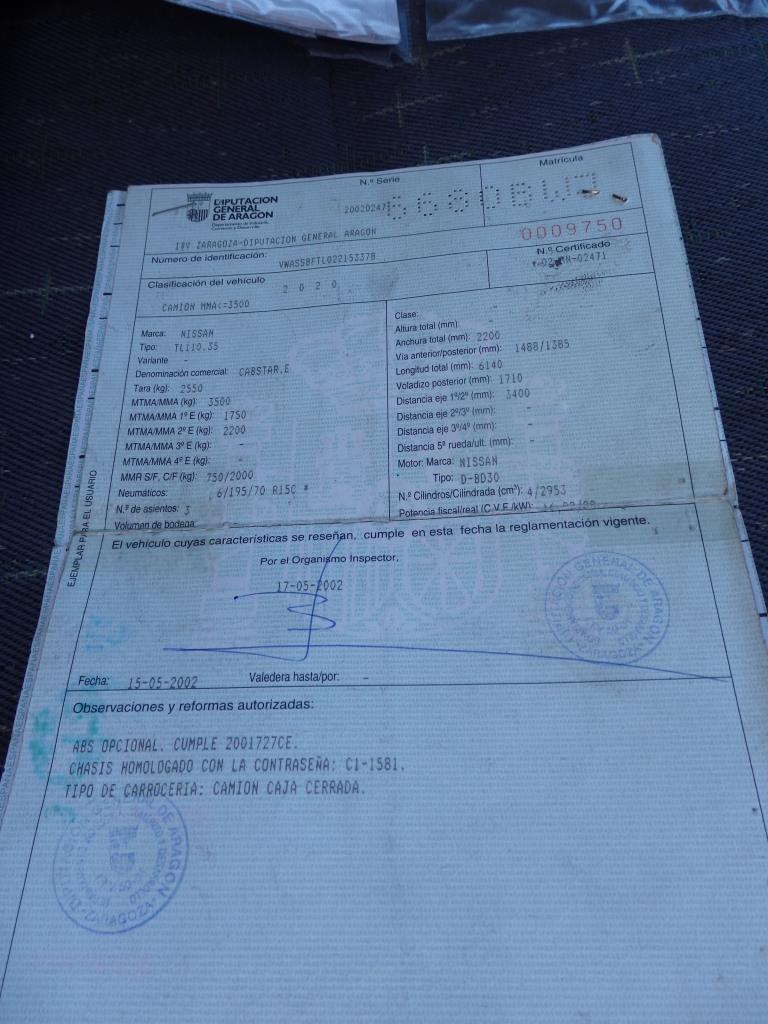 N.º Serie
Matrícula
DIPUTACION
GENERAL
DE ARAGON
Departamento de Industria,
Comercio y Desarrollo
20020247
6680BWJ
ITV ZARAGOZA-DIPUTACION GENERAL ARAGON
0009750
Número de identificación: VWASSBFTL02215337B
N.º Certificado
-02471
Clasificación del vehículo 2 0 2 0
CAMION MMA<=3500
Marca: NISSAN
Tipo: TL110.35
Variante -
Denominación comercial: CABSTAR.E
Tara (kg): 2550
MTMA/MMA (kg): 3500
MTMA/MMA 1º E (kg): 1750
MTMA/MMA 2º E (kg): 2200
MTMA/MMA 3º E (kg): -
MTMA/MMA 4º E (kg): -
MMR S/F, C/F (kg): 750/2000
Neumáticos: 6/195/70 R15C *
N.º de asientos: 3
Volumen de bodega:
Clase: -
Altura total (mm): -
Anchura total (mm): 2200
Vía anterior/posterior (mm): 1488/1385
Longitud total (mm): 6140
Voladizo posterior (mm): 1710
Distancia eje 1º/2º (mm): 3400
Distancia eje 2º/3º (mm): -
Distancia eje 3º/4º (mm): -
Distancia 5ª rueda/ult. (mm): -
Motor: Marca: NISSAN
Tipo: D-BD30
N.º Cilindros/Cilindrada (cm³): 4/2953
Potencia fiscal/real (C.V.F./kW):
EJEMPLAR PARA EL USUARIO
El vehículo cuyas características se reseñan, cumple en esta fecha la reglamentación vigente.
Por el Organismo Inspector,
17-05-2002
Fecha: 15-05-2002 Valedera hasta/por: -
Observaciones y reformas autorizadas:
ABS OPCIONAL. CUMPLE 2001727CE.
CHASIS HOMOLOGADO CON LA CONTRASEÑA: C1-1581.
TIPO DE CARROCERIA: CAMION CAJA CERRADA.